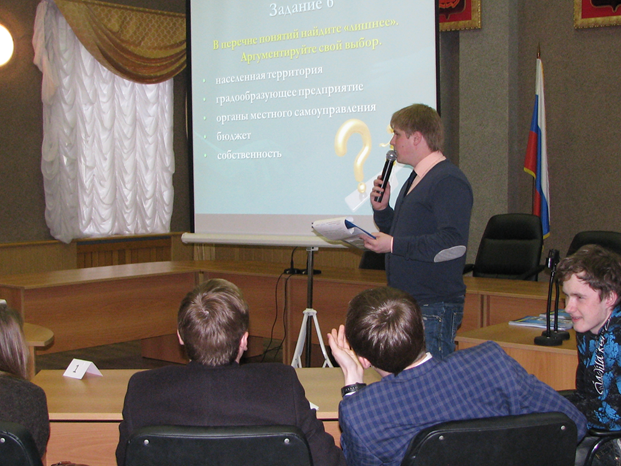 Задание 6
В перечне понятий найдите «лишнее».
Аргументируйте свой выбор.
• населенная территория
• градообразующее предприятие
• органы местного самоуправления
• бюджет
• собственность